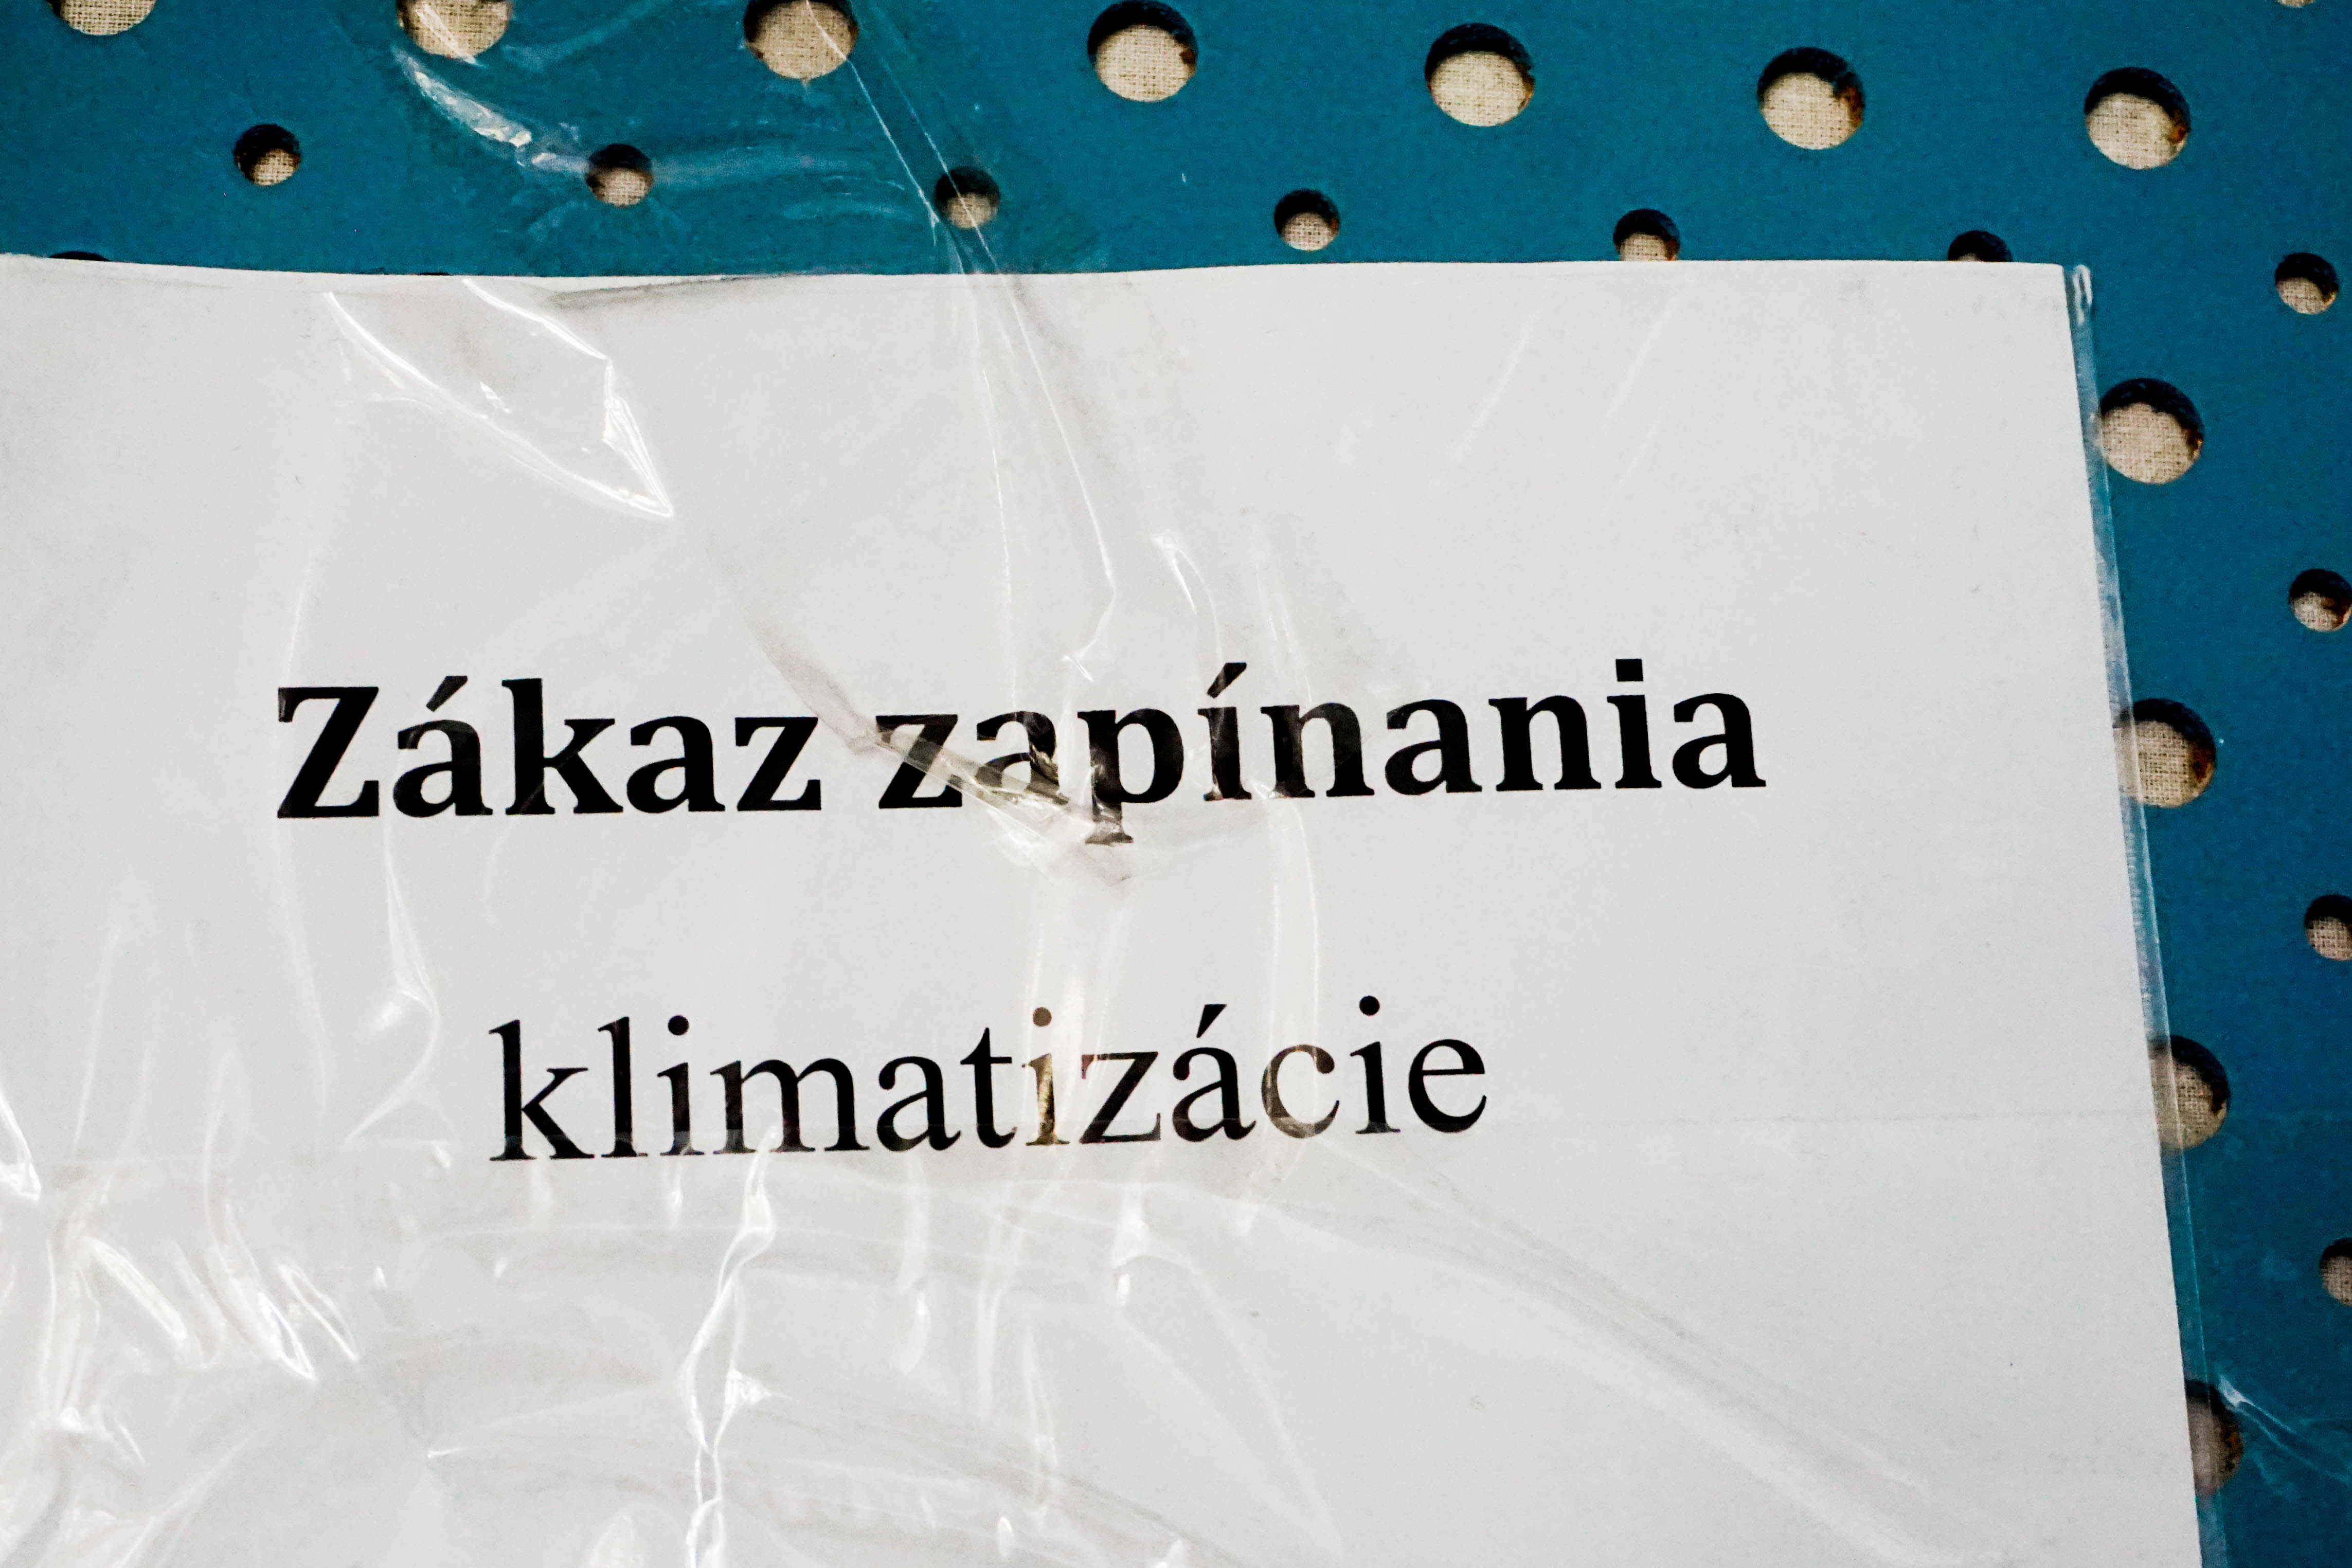 Zákaz zapínania
klimatizácie